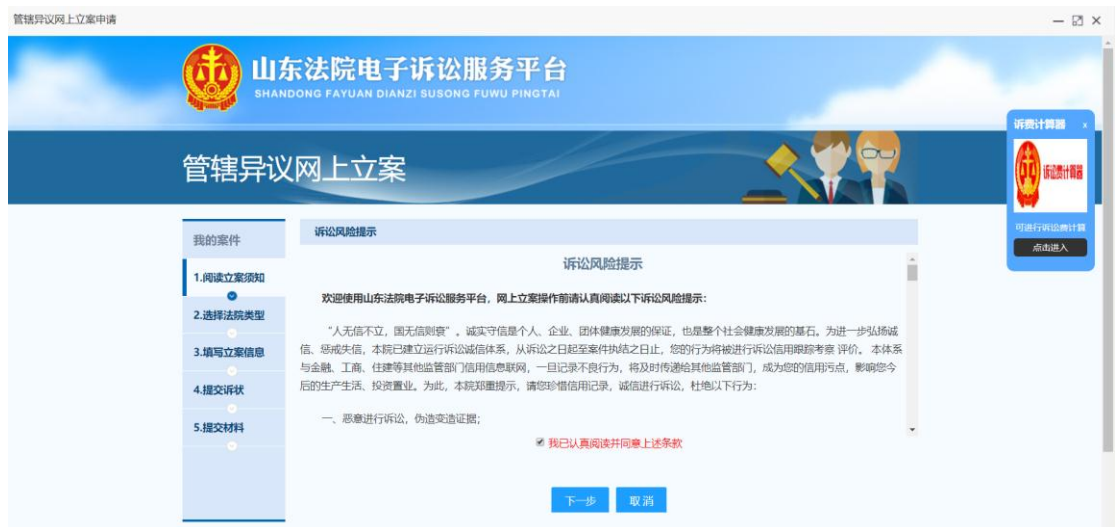 管辖异议网上立案申请
山东法院电子诉讼服务平台
SHANDONG FAYUAN DIANZI SUSONG FUWU PINGTAI
管辖异议网上立案
诉费计算器 x
诉讼费计算器
可进行诉讼费计算
点击进入
我的案件
1.阅读立案须知
2.选择法院类型
3.填写立案信息
4.提交诉状
5.提交材料
诉讼风险提示
诉讼风险提示
欢迎使用山东法院电子诉讼服务平台，网上立案操作前请认真阅读以下诉讼风险提示：
“人无信不立，国无信则衰”。诚实守信是个人、企业、团体健康发展的保证，也是整个社会健康发展的基石。为进一步弘扬诚
信、惩戒失信，本院已建立运行诉讼诚信体系，从诉讼之日起至案件执结之日止，您的行为将被进行诉讼信用跟踪考察 评价。 本体系
与金融、工商、住建等其他监管部门信用信息联网，一旦记录不良行为，将及时传递给其他监管部门，成为您的信用污点，影响您今
后的生产生活、投资置业。为此，本院郑重提示，请您珍惜信用记录，诚信进行诉讼，杜绝以下行为：
一、恶意进行诉讼，伪造变造证据；
我已认真阅读并同意上述条款
下一步 取消